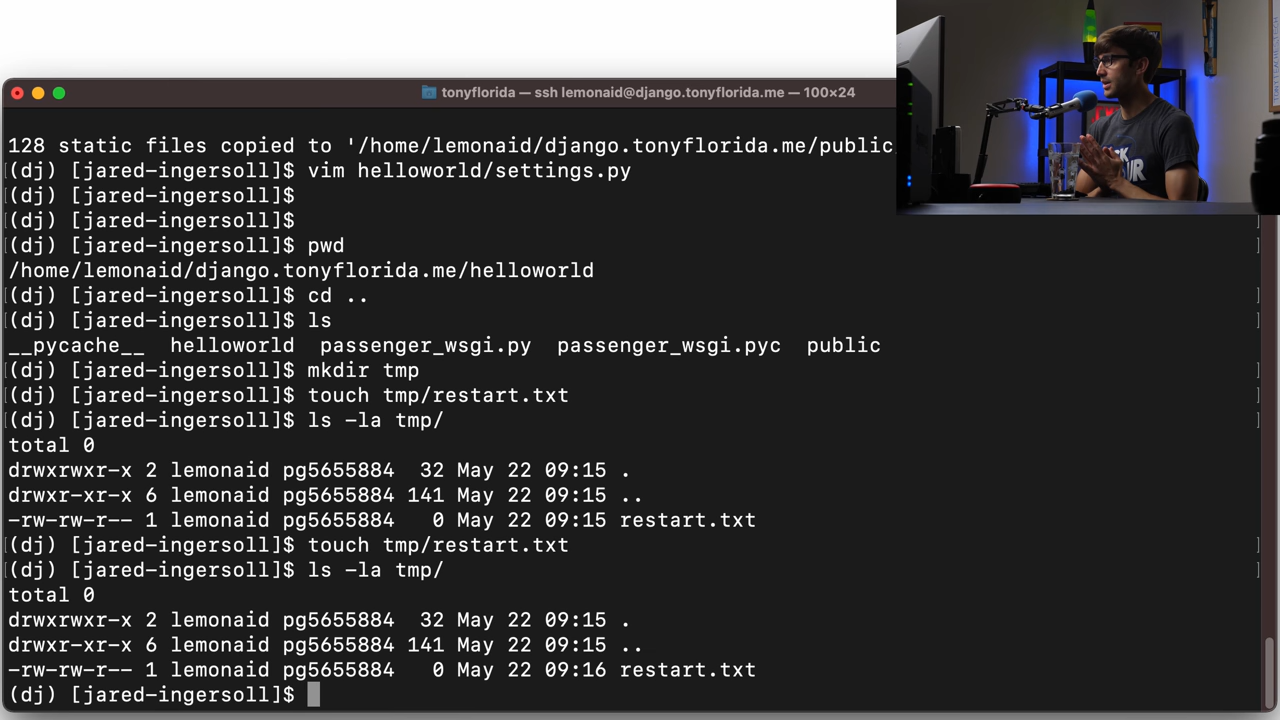 tonyflorida — ssh lemonaid@django.tonyflorida.me — 100×24
128 static files copied to '/home/lemonaid/django.tonyflorida.me/public
(dj) [jared-ingersoll]$ vim helloworld/settings.py
(dj) [jared-ingersoll]$
(dj) [jared-ingersoll]$
(dj) [jared-ingersoll]$ pwd
/home/lemonaid/django.tonyflorida.me/helloworld
(dj) [jared-ingersoll]$ cd ..
(dj) [jared-ingersoll]$ ls
__pycache__  helloworld  passenger_wsgi.py  passenger_wsgi.pyc  public
(dj) [jared-ingersoll]$ mkdir tmp
(dj) [jared-ingersoll]$ touch tmp/restart.txt
(dj) [jared-ingersoll]$ ls -la tmp/
total 0
drwxrwxr-x 2 lemonaid pg5655884  32 May 22 09:15 .
drwxr-xr-x 6 lemonaid pg5655884 141 May 22 09:15 ..
-rw-rw-r-- 1 lemonaid pg5655884   0 May 22 09:15 restart.txt
(dj) [jared-ingersoll]$ touch tmp/restart.txt
(dj) [jared-ingersoll]$ ls -la tmp/
total 0
drwxrwxr-x 2 lemonaid pg5655884  32 May 22 09:15 .
drwxr-xr-x 6 lemonaid pg5655884 141 May 22 09:15 ..
-rw-rw-r-- 1 lemonaid pg5655884   0 May 22 09:16 restart.txt
(dj) [jared-ingersoll]$